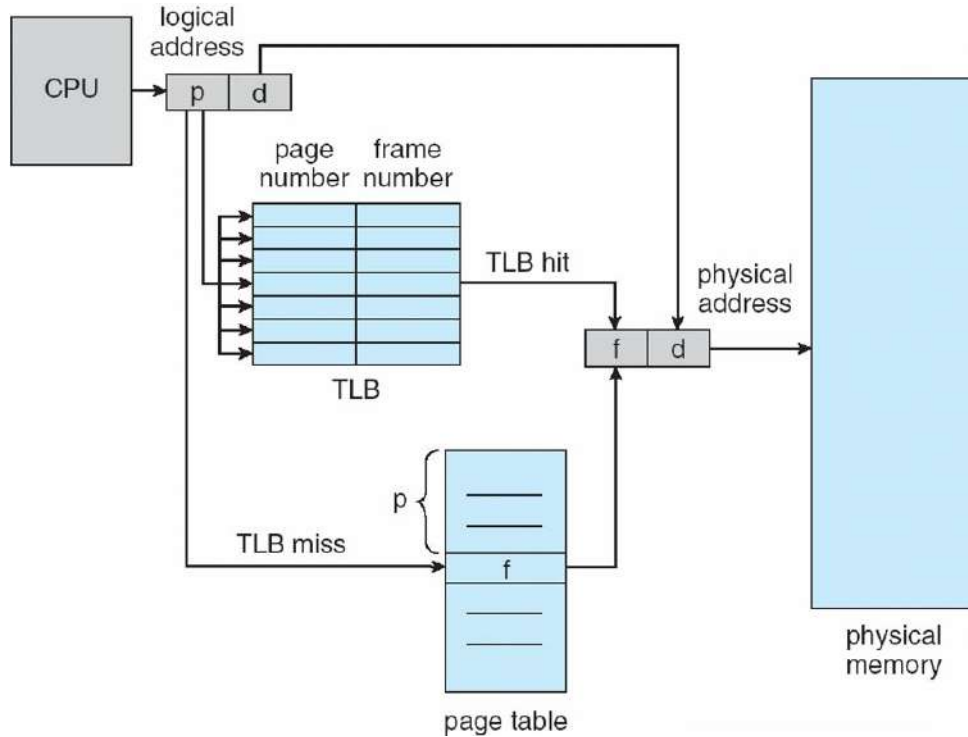 logical
address
CPU
p
d
page
number
frame
number
TLB hit
physical
address
f
d
TLB
p
TLB miss
f
page table
physical
memory